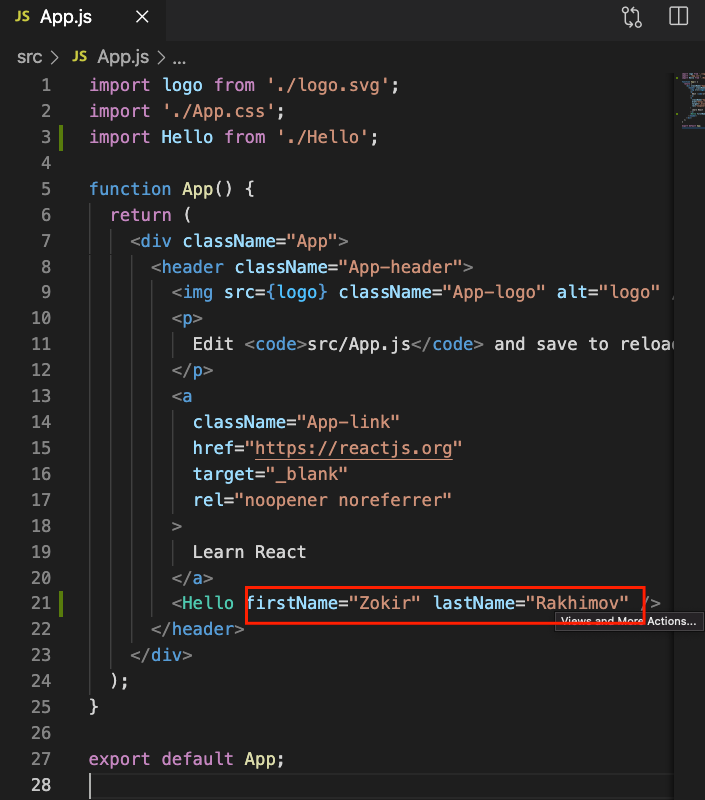 JS App.js
src > JS App.js > ...
1 import logo from './logo.svg';
2 import './App.css';
3 import Hello from './Hello';
4
5 function App() {
6 return (
7 <div className="App">
8 <header className="App-header">
9 <img src={logo} className="App-logo" alt="logo" /
10 <p>
11 Edit <code>src/App.js</code> and save to reload
12 </p>
13 <a
14 className="App-link"
15 href="https://reactjs.org"
16 target="_blank"
17 rel="noopener noreferrer"
18 >
19 Learn React
20 </a>
21 <Hello firstName="Zokir" lastName="Rakhimov" />
Views and More Actions...
22 </header>
23 </div>
24 );
25 }
26
27 export default App;
28